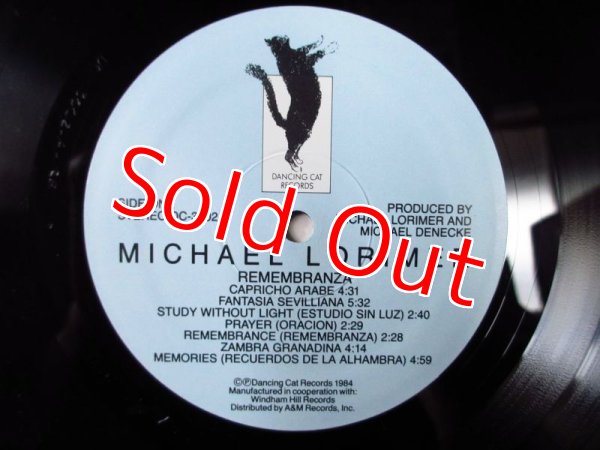 DANCING CAT
RECORDS
Sold Out
PRODUCED BY
LORIMER AND
MICHAEL DENECKE
MICHAEL
REMEMBRANZA
CAPRICHO ARABE 4:31
FANTASIA SEVILLIANA 5:32
STUDY WITHOUT LIGHT (ESTUDIO SIN LUZ) 2:40
PRAYER (ORACION) 2:29
REMEMBRANCE (REMEMBRANZA) 2:28
ZAMBRA GRANADINA 4:14
MEMORIES (RECUERDOS DE LA ALHAMBRA) 4:59
©℗Dancing Cat Records 1984
Manufactured in cooperation with:
Windham Hill Records
Distributed by A&M Records, Inc.